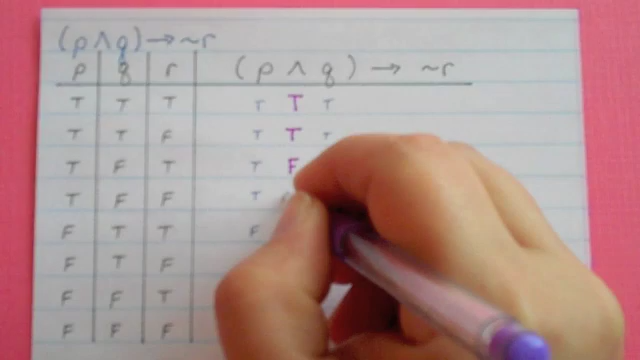 (p ∧ q) → ~r
p q r (p ∧ q) → ~r
T T T T T T
T T F T T T
T F T T F
T F F T
F T T F
F T F
F F T
F F F